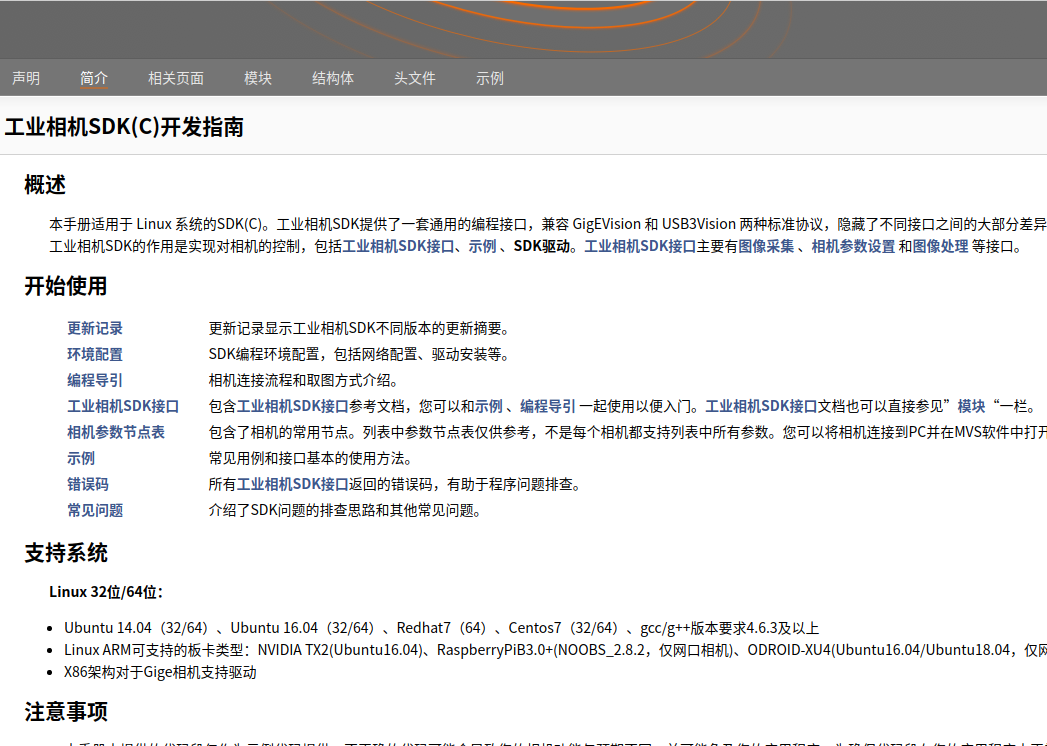 声明 简介 相关页面 模块 结构体 头文件 示例
工业相机SDK(C)开发指南
概述
本手册适用于 Linux 系统的SDK(C)。工业相机SDK提供了一套通用的编程接口，兼容 GigEVision 和 USB3Vision 两种标准协议，隐藏了不同接口之间的大部分差异
工业相机SDK的作用是实现对相机的控制，包括工业相机SDK接口、示例 、SDK驱动。工业相机SDK接口主要有图像采集 、相机参数设置 和图像处理 等接口。
开始使用
更新记录 更新记录显示工业相机SDK不同版本的更新摘要。
环境配置 SDK编程环境配置，包括网络配置、驱动安装等。
编程导引 相机连接流程和取图方式介绍。
工业相机SDK接口 包含工业相机SDK接口参考文档，您可以和示例 、编程导引 一起使用以便入门。工业相机SDK接口文档也可以直接参见”模块“一栏。
相机参数节点表 包含了相机的常用节点。列表中参数节点表仅供参考，不是每个相机都支持列表中所有参数。您可以将相机连接到PC并在MVS软件中打开
示例 常见用例和接口基本的使用方法。
错误码 所有工业相机SDK接口返回的错误码，有助于程序问题排查。
常见问题 介绍了SDK问题的排查思路和其他常见问题。
支持系统
Linux 32位/64位：
• Ubuntu 14.04（32/64）、Ubuntu 16.04（32/64）、Redhat7（64）、Centos7（32/64）、gcc/g++版本要求4.6.3及以上
• Linux ARM可支持的板卡类型：NVIDIA TX2(Ubuntu16.04)、RaspberryPiB3.0+(NOOBS_2.8.2，仅网口相机)、ODROID-XU4(Ubuntu16.04/Ubuntu18.04，仅网
• X86架构对于Gige相机支持驱动
注意事项